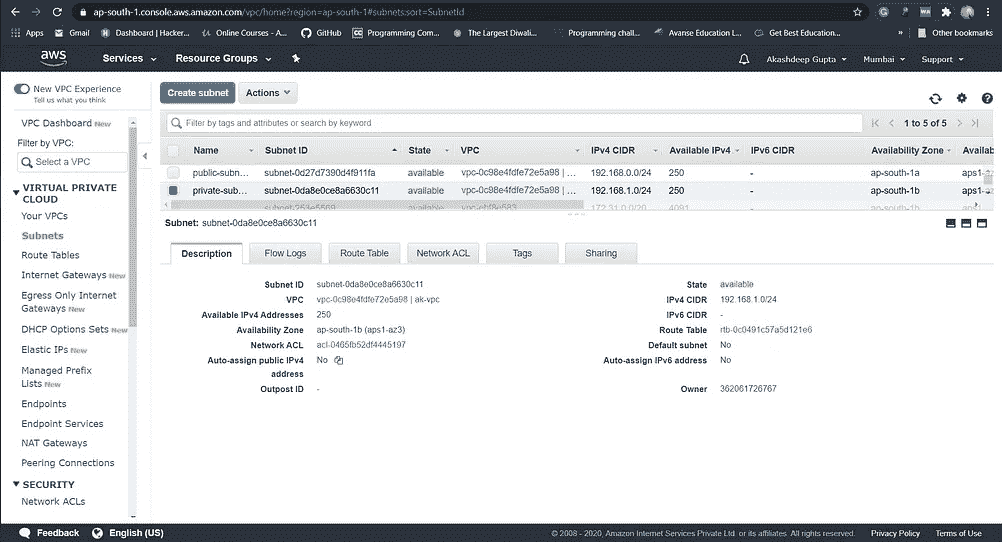 ap-south-1.console.aws.amazon.com/vpc/home?region=ap-south-1#subnets:sort=SubnetId
Apps Gmail Dashboard | Hacker... Online Courses - A... GitHub Programming Com... The Largest Diwali... Programming chall... Avanse Education L... Get Best Education... » Other bookmarks
aws Services Resource Groups Akashdeep Gupta Mumbai Support
New VPC Experience
Tell us what you think
Create subnet Actions
VPC Dashboard New
Filter by VPC:
Select a VPC
Filter by tags and attributes or search by keyword
1 to 5 of 5
Name Subnet ID State VPC IPv4 CIDR Available IPv4 IPv6 CIDR Availability Zone Availab
public-subn... subnet-0d27d7390d4f911fa available vpc-0c98e4fdfe72e5a98 | ... 192.168.0.0/24 250 - ap-south-1a aps1-
private-sub... subnet-0da8e0ce8a6630c11 available vpc-0c98e4fdfe72e5a98 | ... 192.168.1.0/24 250 - ap-south-1b aps1-
VIRTUAL PRIVATE
CLOUD
Your VPCs
Subnets
Route Tables
Internet Gateways New
Egress Only Internet
Gateways New
DHCP Options Sets New
Elastic IPs New
Managed Prefix
Lists New
Endpoints
Endpoint Services
NAT Gateways
Peering Connections
SECURITY
Network ACLs
Subnet: subnet-0da8e0ce8a6630c11
Description Flow Logs Route Table Network ACL Tags Sharing
Subnet ID subnet-0da8e0ce8a6630c11 State available
VPC vpc-0c98e4fdfe72e5a98 | ak-vpc IPv4 CIDR 192.168.1.0/24
Available IPv4 Addresses 250 IPv6 CIDR -
Availability Zone ap-south-1b (aps1-az3) Route Table rtb-0c0491c57a5d121e6
Network ACL acl-0465fb52df4445197 Default subnet No
Auto-assign public IPv4 No Auto-assign IPv6 address No
address
Outpost ID - Owner 362061726767
Feedback English (US) © 2008 - 2020, Amazon Internet Services Private Ltd. or its affiliates. All rights reserved. Privacy Policy Terms of Use